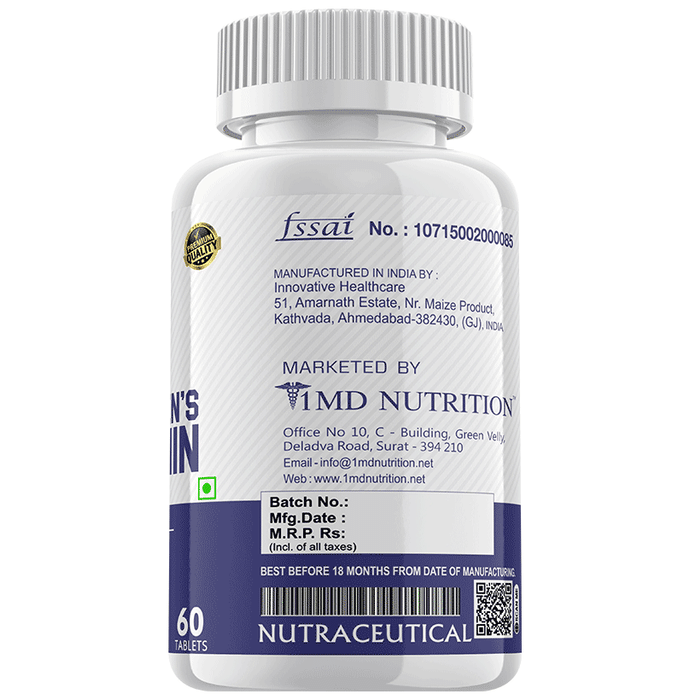 fssai No. : 10715002000085
MANUFACTURED IN INDIA BY :
Innovative Healthcare
51, Amarnath Estate, Nr. Maize Product,
Kathvada, Ahmedabad-382430, (GJ), INDIA
PREMIUM
QUALITY
MARKETED BY
1MD NUTRITION™
Office No 10, C - Building, Green Velly,
Deladva Road, Surat - 394 210
Email - info@1mdnutrition.net
Web : www.1mdnutrition.net
N'S
IN
Batch No.:
Mfg.Date :
M.R.P. Rs:
(Incl. of all taxes)
BEST BEFORE 18 MONTHS FROM DATE OF MANUFACTURING.
60
TABLETS
NUTRACEUTICAL